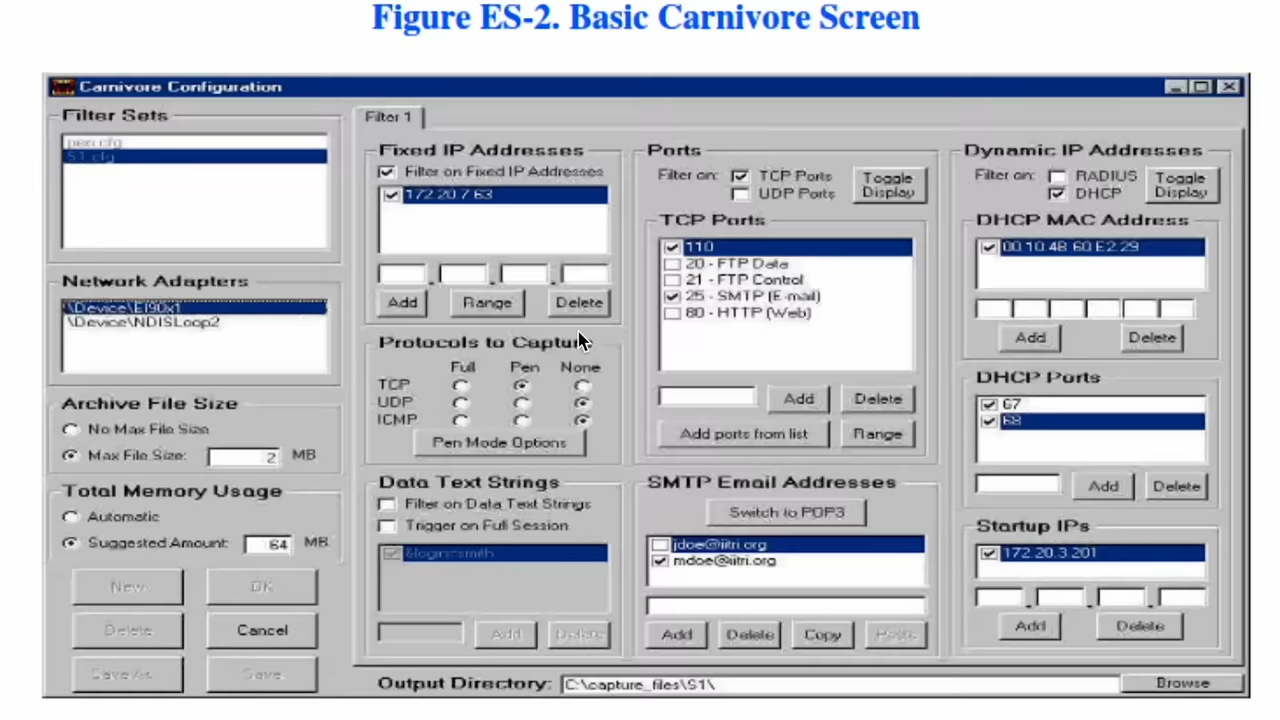 Figure ES-2. Basic Carnivore Screen
Carnivore Configuration
Filter Sets
pen.cfg
S1.cfg
Network Adapters
\Device\El90x1
\Device\NDISLoop2
Archive File Size
No Max File Size
Max File Size: 2 MB
Total Memory Usage
Automatic
Suggested Amount: 64 MB
New OK
Delete Cancel
Save As Save
Filter 1
Fixed IP Addresses
Filter on Fixed IP Addresses
172.20.7.63
. . .
Add Range Delete
Protocols to Capture
Full Pen None
TCP
UDP
ICMP
Pen Mode Options
Data Text Strings
Filter on Data Text Strings
Trigger on Full Session
Add Delete
Ports
Filter on: TCP Ports
UDP Ports
Toggle
Display
TCP Ports
110
20 - FTP Data
21 - FTP Control
25 - SMTP (E-mail)
80 - HTTP (Web)
Add Delete
Add ports from list Range
SMTP Email Addresses
Switch to POP3
jdoe@iitri.org
mdoe@iitri.org
Add Delete Copy Paste
Dynamic IP Addresses
Filter on: RADIUS
DHCP
Toggle
Display
DHCP MAC Address
00.10.4B.60.E2.29
Add Delete
DHCP Ports
67
68
Add Delete
Startup IPs
172.20.3.201
. . .
Add Delete
Output Directory: C:\capture_files\S1\ Browse